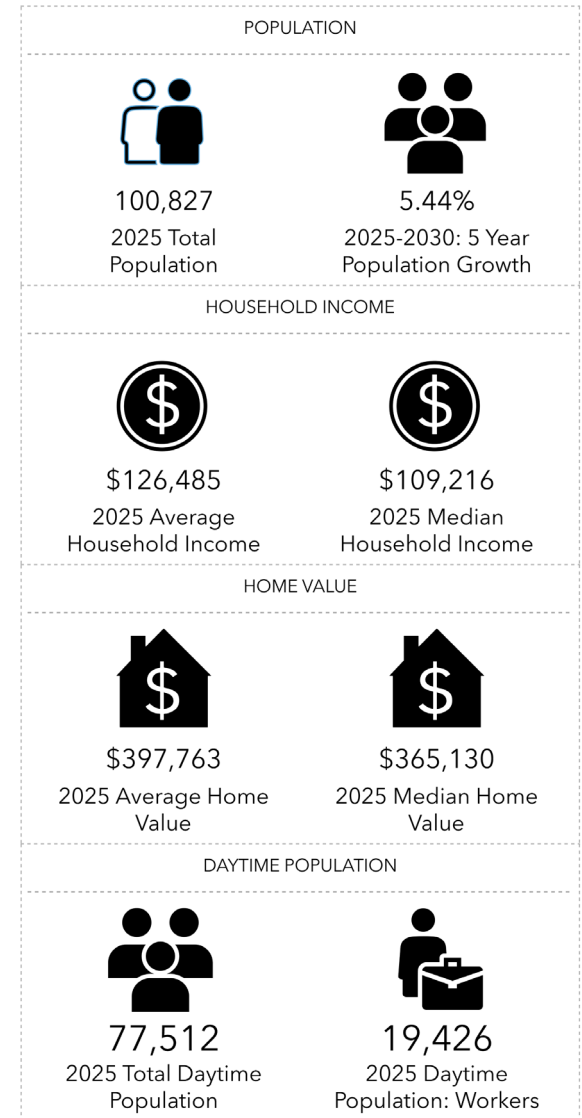 POPULATION
100,827
2025 Total
Population
5.44%
2025-2030: 5 Year
Population Growth
HOUSEHOLD INCOME
$
$126,485
2025 Average
Household Income
$
$109,216
2025 Median
Household Income
HOME VALUE
$
$397,763
2025 Average Home
Value
$
$365,130
2025 Median Home
Value
DAYTIME POPULATION
77,512
2025 Total Daytime
Population
19,426
2025 Daytime
Population: Workers